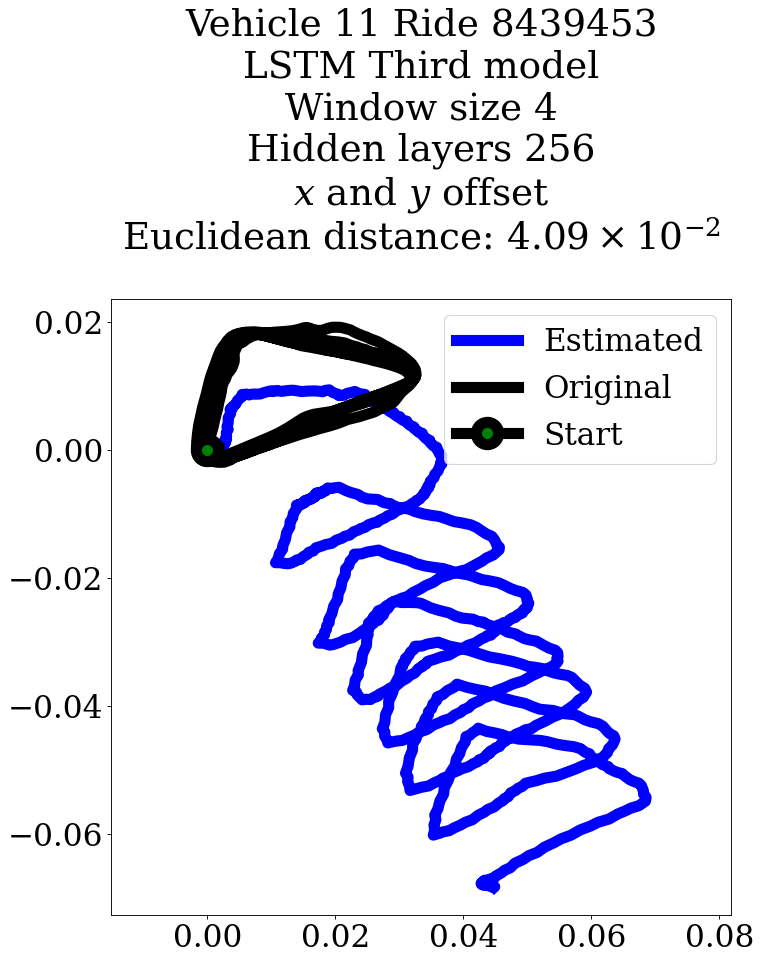 Vehicle 11 Ride 8439453
LSTM Third model
Window size 4
Hidden layers 256
x and y offset
Euclidean distance: 4.09 × 10⁻²
Estimated
Original
Start
0.02
0.00
−0.02
−0.04
−0.06
0.00 0.02 0.04 0.06 0.08